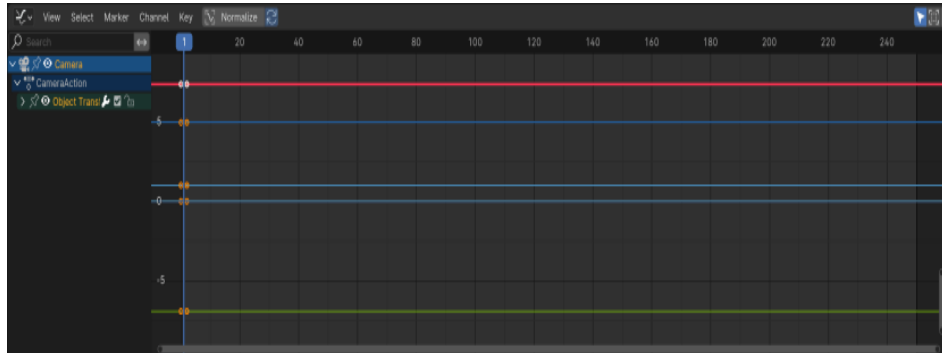 View Select Marker Channel Key Normalize
Search
1 20 40 60 80 100 120 140 160 180 200 220 240
Camera
CameraAction
Object Trans
5
0
-5